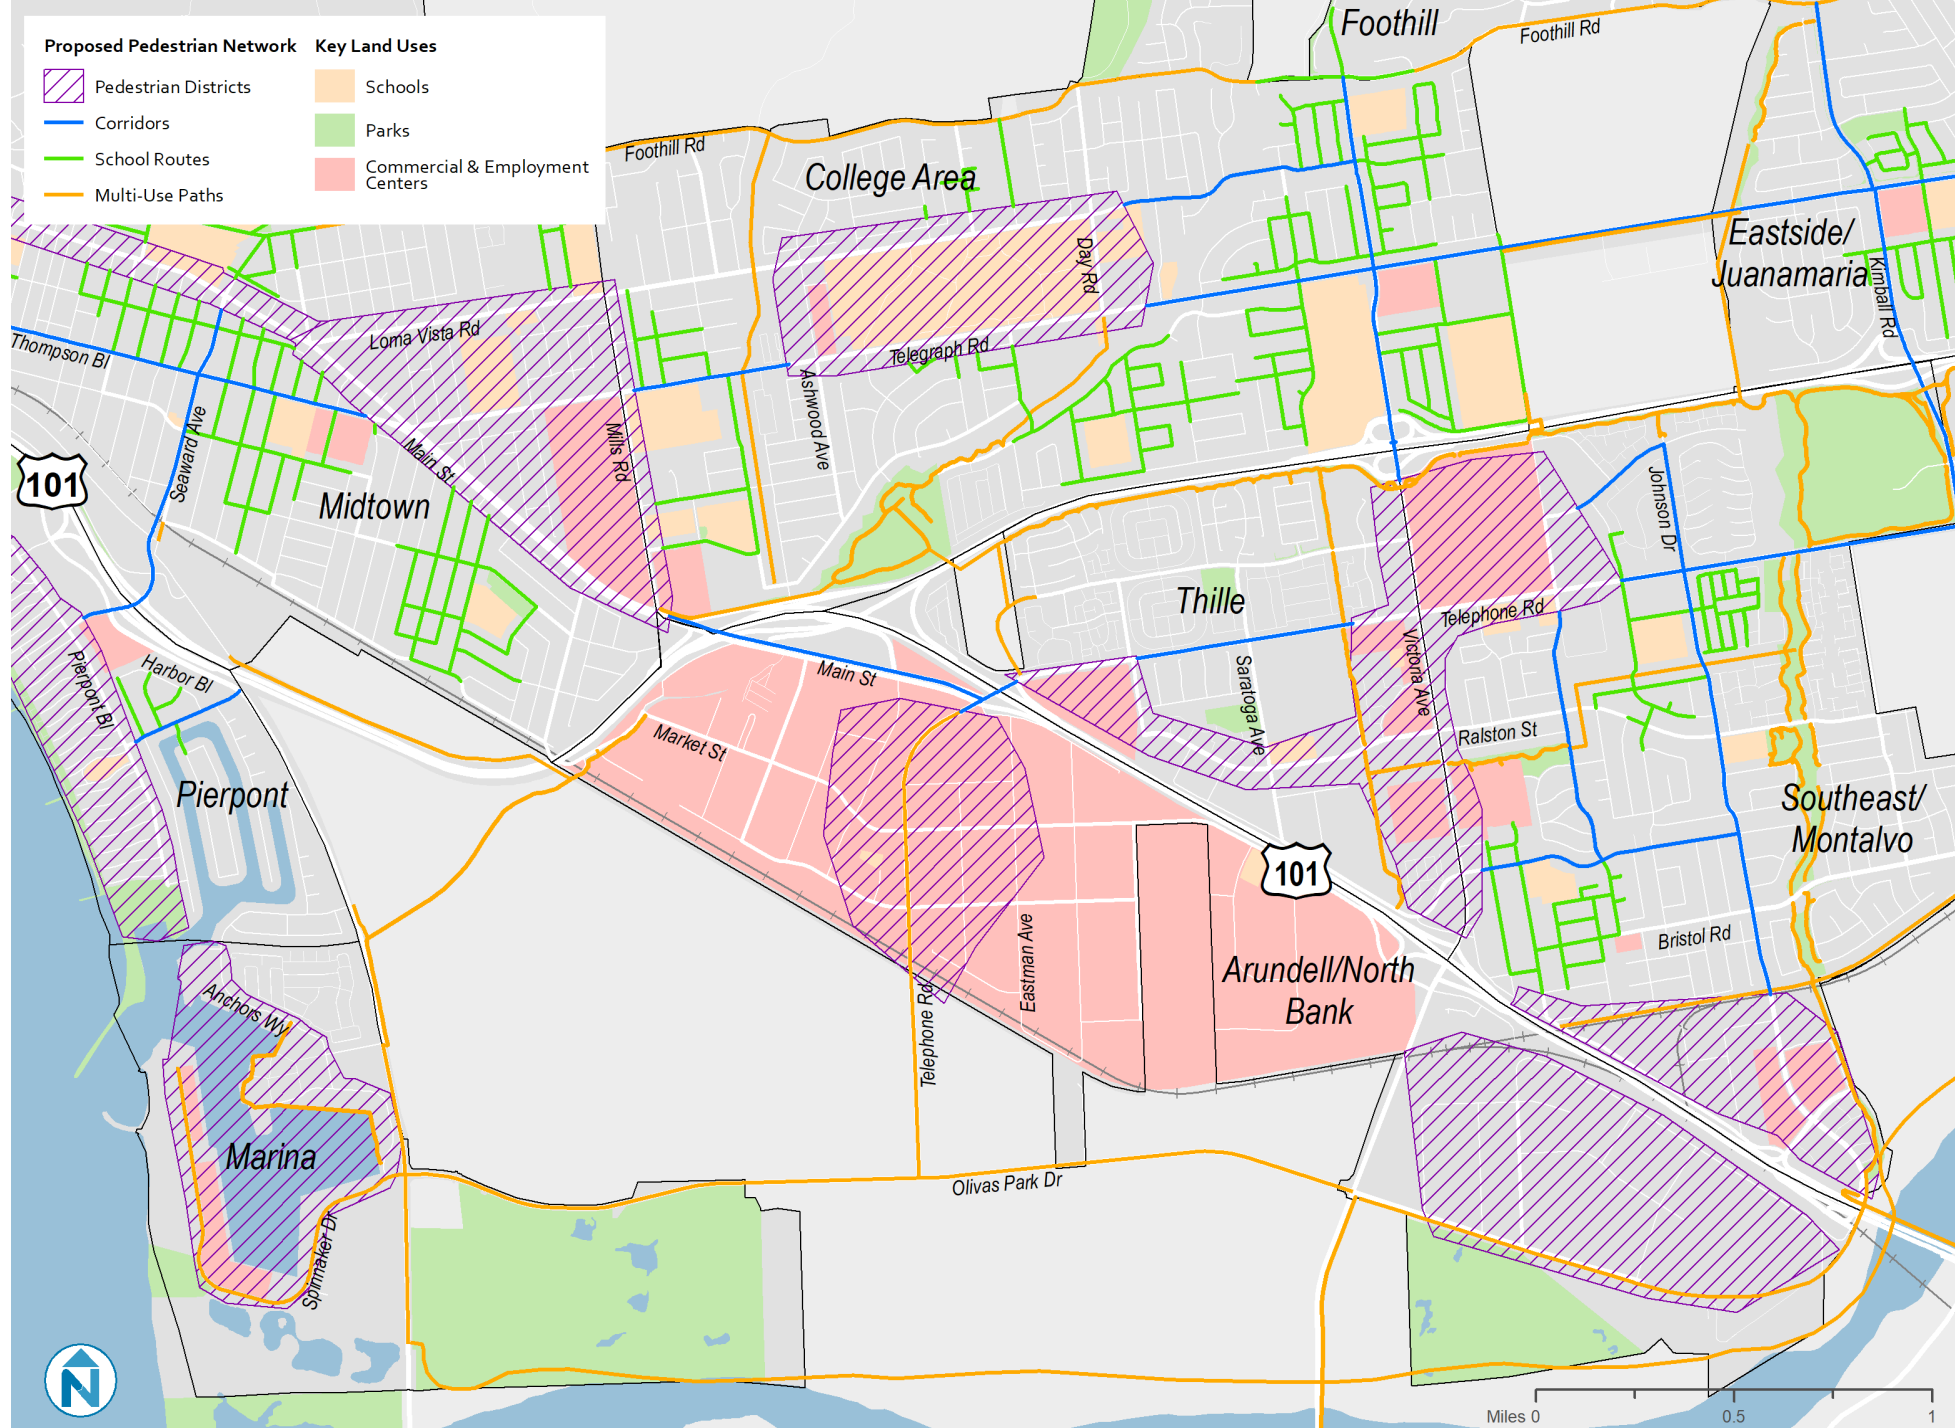 Proposed Pedestrian Network
Pedestrian Districts
Corridors
School Routes
Multi-Use Paths
Key Land Uses
Schools
Parks
Commercial & Employment
Centers
Foothill
Foothill Rd
Foothill Rd
College Area
Day Rd
Eastside/
Juanamaria
Kimball Rd
Loma Vista Rd
Thompson Bl
Telegraph Rd
Ashwood Ave
Seaward Ave
Main St
Mills Rd
101
Midtown
Johnson Dr
Thille
Telephone Rd
Victoria Ave
Saratoga Ave
Pierpont Bl
Harbor Bl
Main St
Market St
Ralston St
Pierpont
Southeast/
Montalvo
101
Bristol Rd
Eastman Ave
Arundell/North
Bank
Anchors Wy
Telephone Rd
Marina
Olivas Park Dr
Spinnaker Dr
N
Miles 0
0.5
1